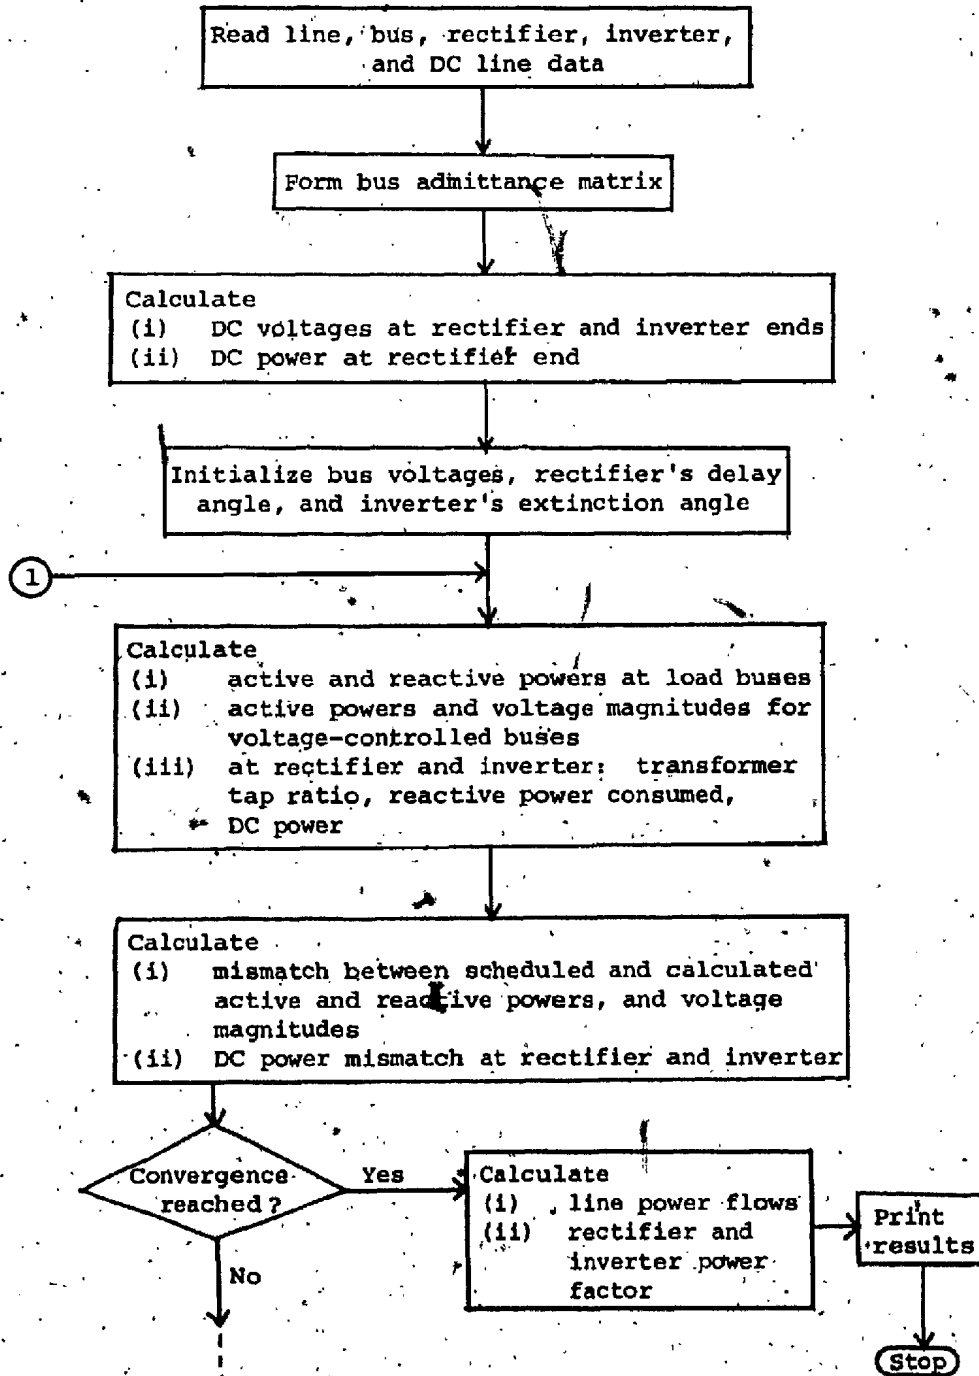 Read line, bus, rectifier, inverter,
and DC line data
Form bus admittance matrix
Calculate
(i) DC voltages at rectifier and inverter ends
(ii) DC power at rectifier end
Initialize bus voltages, rectifier's delay
angle, and inverter's extinction angle
1
Calculate
(i) active and reactive powers at load buses
(ii) active powers and voltage magnitudes for
voltage-controlled buses
(iii) at rectifier and inverter: transformer
tap ratio, reactive power consumed,
DC power
Calculate
(i) mismatch between scheduled and calculated
active and reactive powers, and voltage
magnitudes
(ii) DC power mismatch at rectifier and inverter
Convergence
reached?
Yes
No
Calculate
(i) line power flows
(ii) rectifier and
inverter power
factor
Print
results
Stop